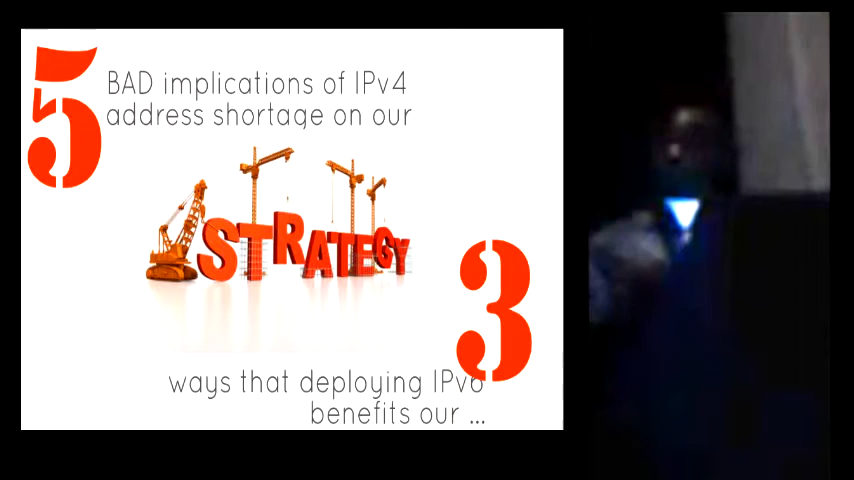 5
BAD implications of IPv4
address shortage on our
STRATEGY
3
ways that deploying IPv6
benefits our ...